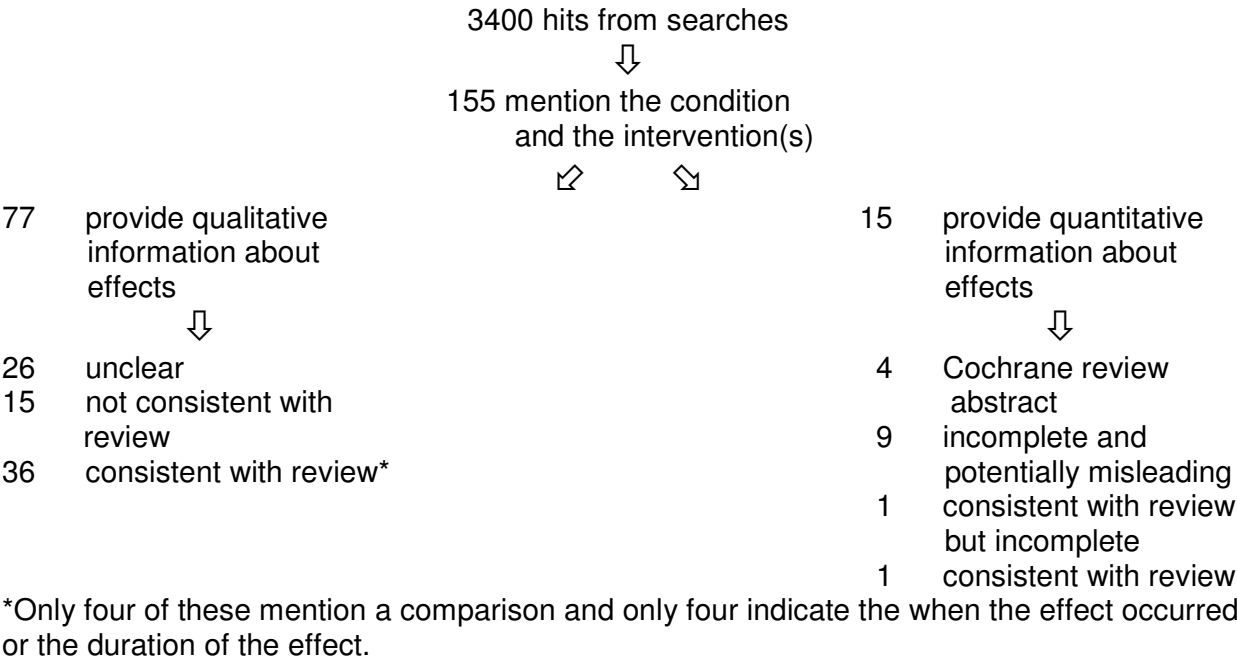 3400 hits from searches
⇩
155 mention the condition
and the intervention(s)
⬃ ⬂
77 provide qualitative
information about
effects
⇩
26 unclear
15 not consistent with
review
36 consistent with review*
15 provide quantitative
information about
effects
⇩
4 Cochrane review
abstract
9 incomplete and
potentially misleading
1 consistent with review
but incomplete
1 consistent with review
*Only four of these mention a comparison and only four indicate the when the effect occurred
or the duration of the effect.